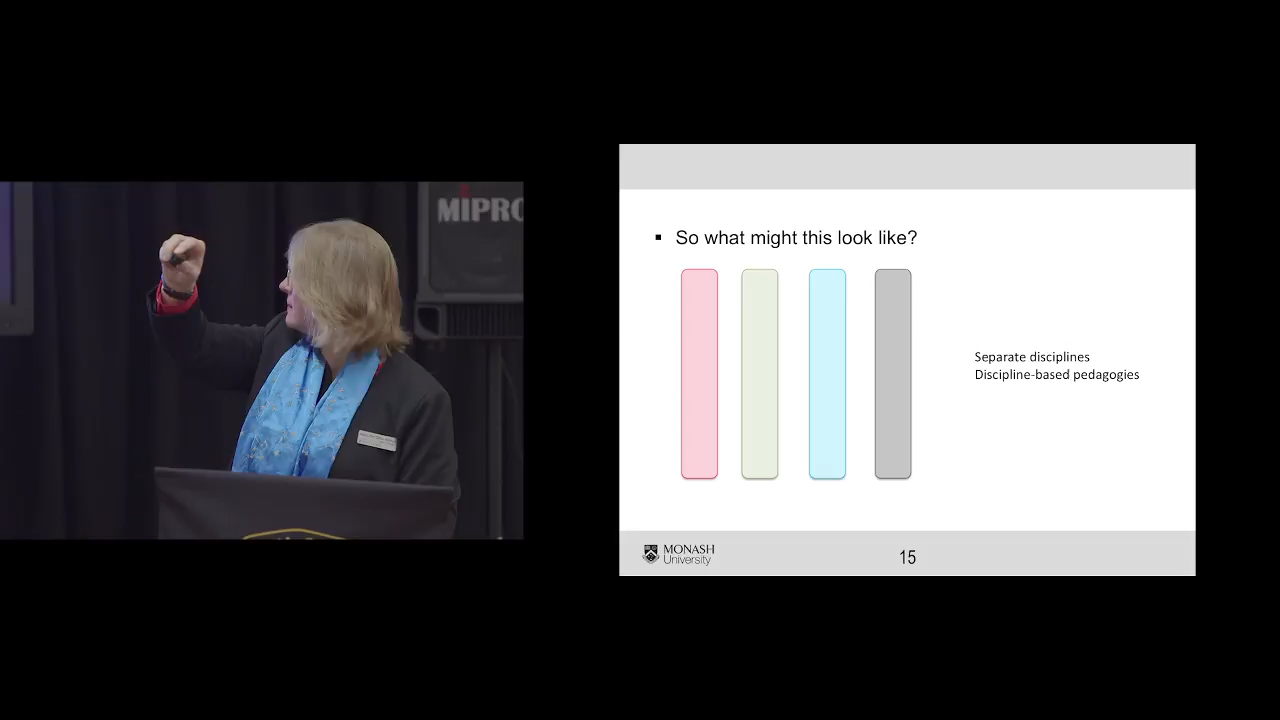 MIPRO
▪ So what might this look like?
Separate disciplines
Discipline-based pedagogies
MONASH
University
15